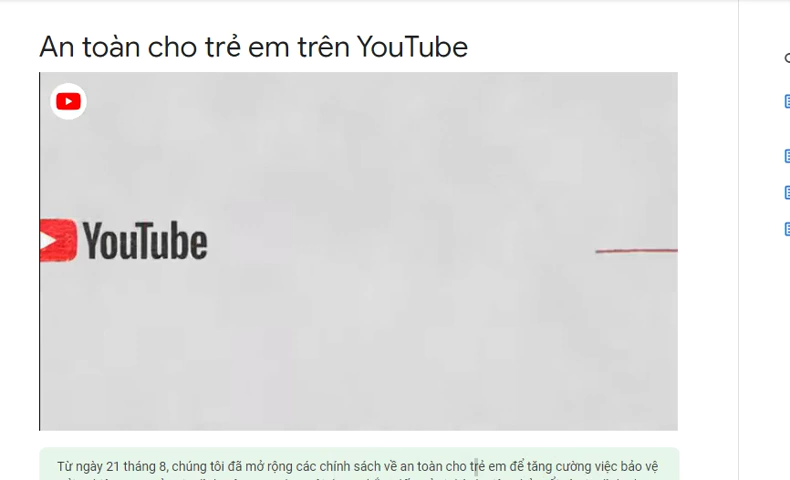 An toàn cho trẻ em trên YouTube
YouTube
Từ ngày 21 tháng 8, chúng tôi đã mở rộng các chính sách về an toàn cho trẻ em để tăng cường việc bảo vệ